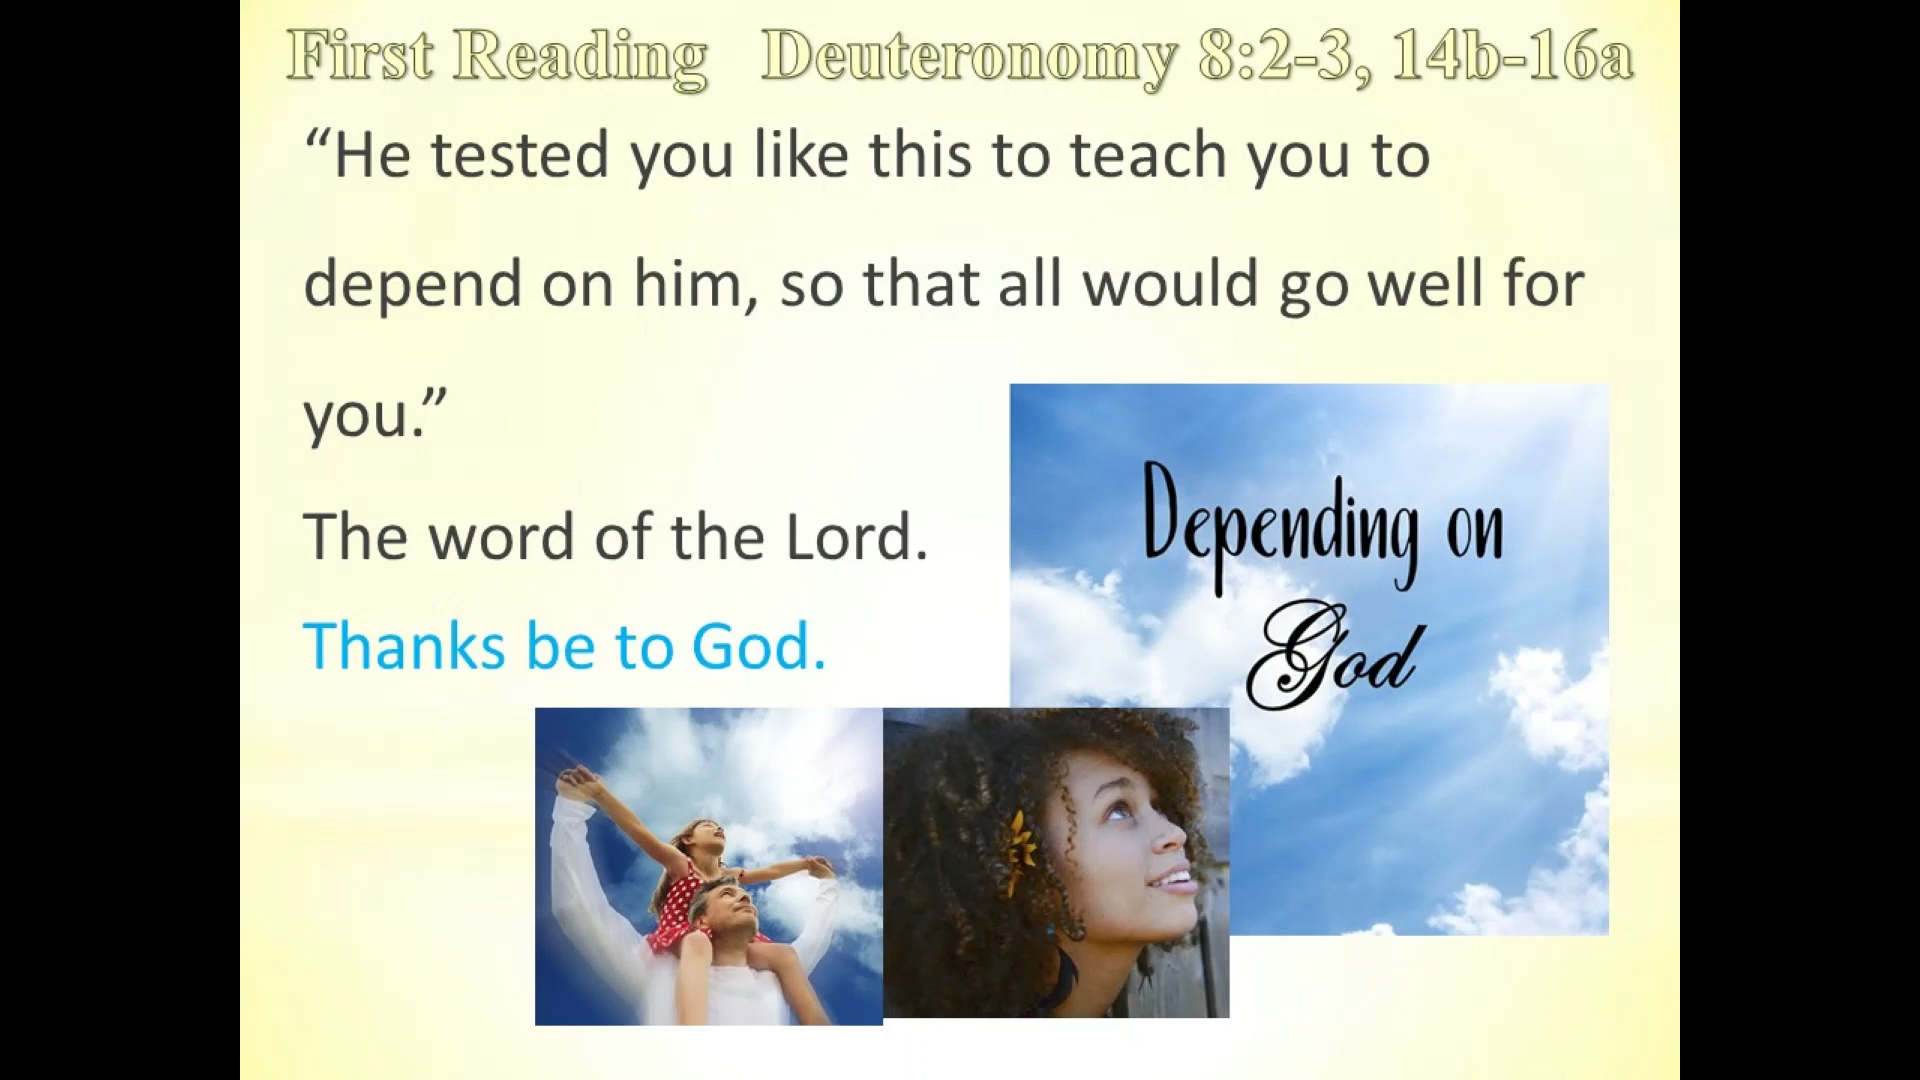 First Reading   Deuteronomy 8:2-3, 14b-16a
“He tested you like this to teach you to
depend on him, so that all would go well for
you.”
The word of the Lord.
Thanks be to God.
Depending on
God